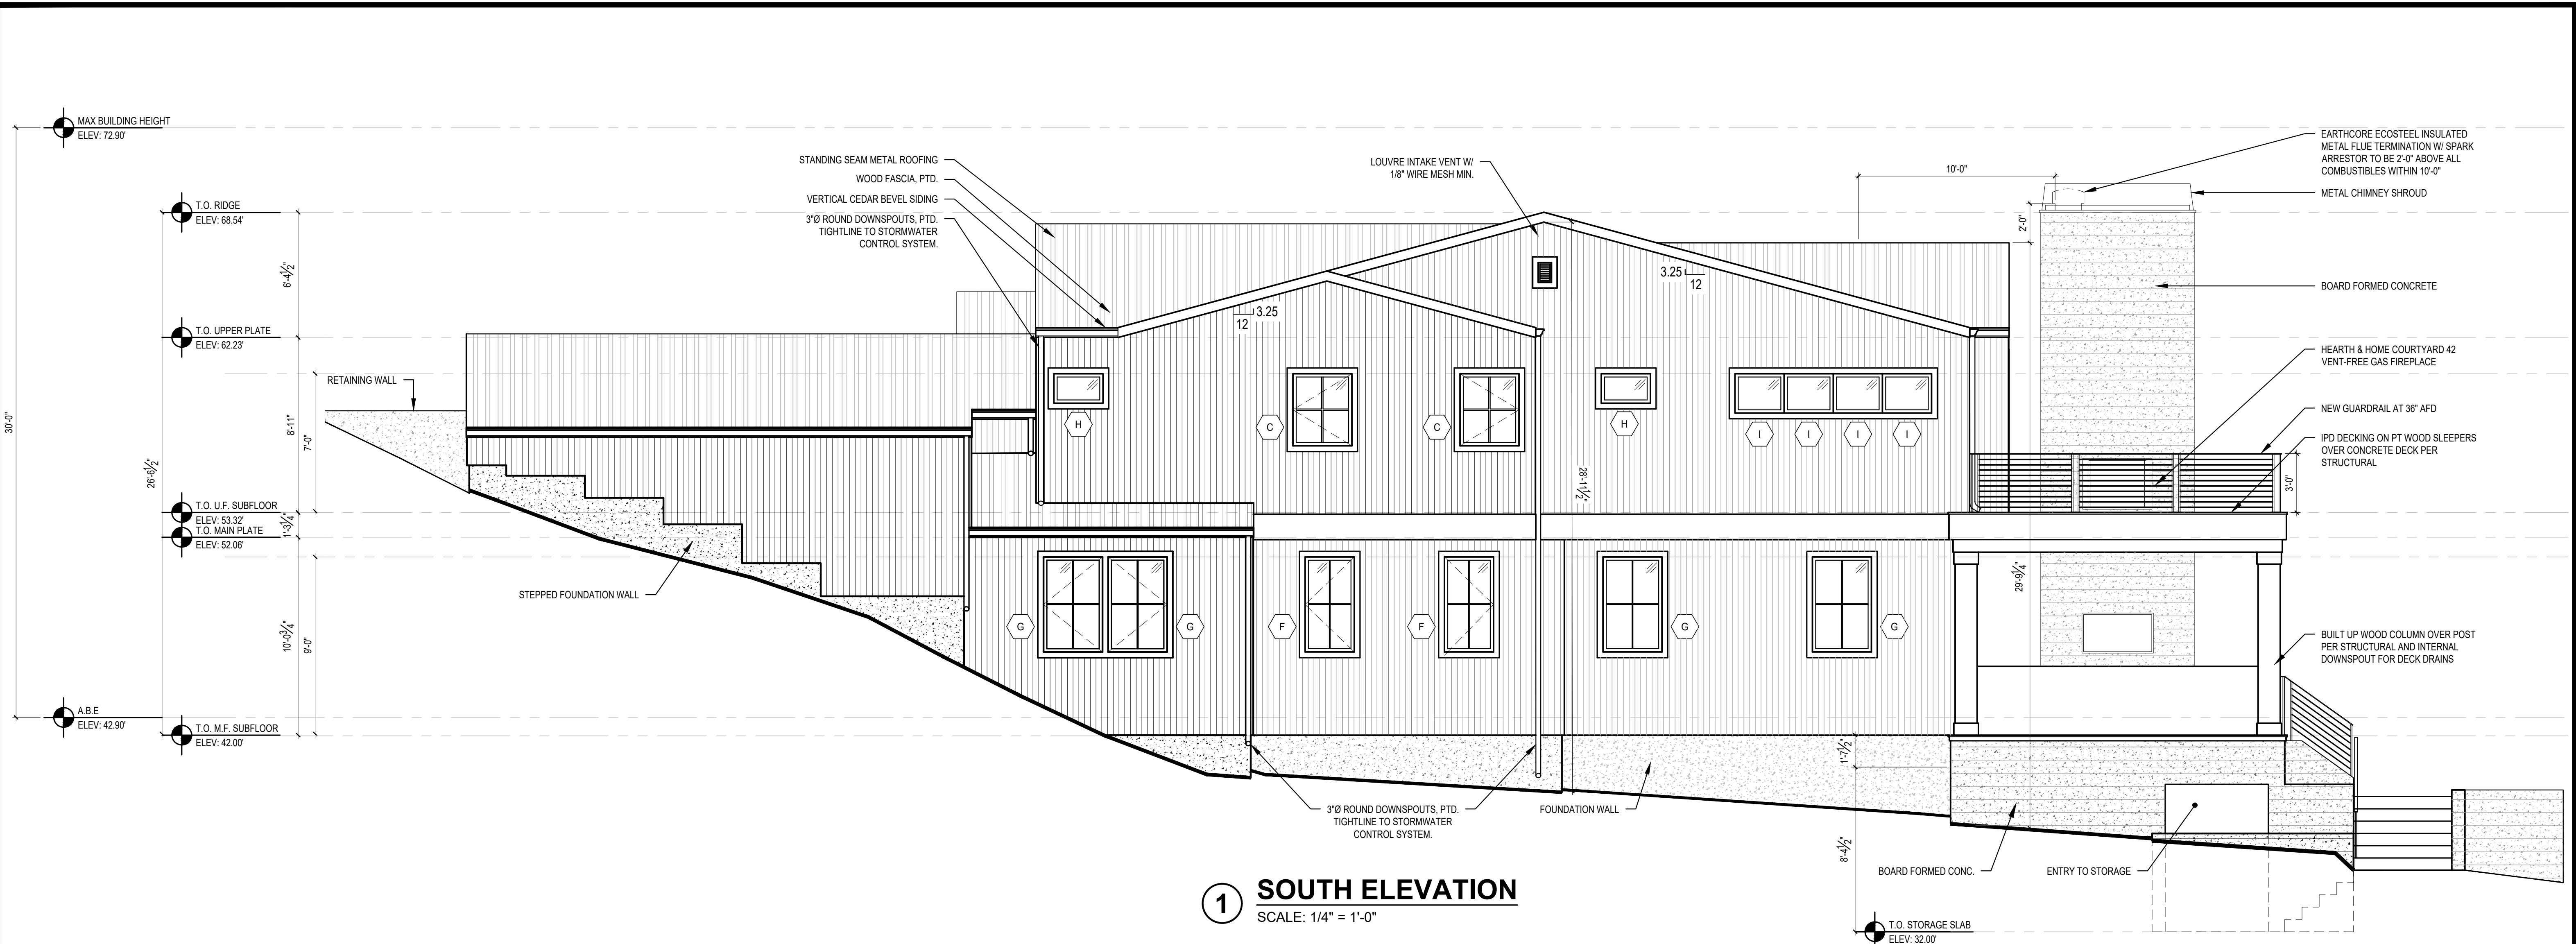 MAX BUILDING HEIGHT
ELEV: 72.90'
T.O. RIDGE
ELEV: 68.54'
T.O. UPPER PLATE
ELEV: 62.23'
T.O. U.F. SUBFLOOR
ELEV: 53.32'
T.O. MAIN PLATE
ELEV: 52.06'
A.B.E
ELEV: 42.90'
T.O. M.F. SUBFLOOR
ELEV: 42.00'
30'-0"
26'-6½"
6'-4½"
8'-11"
7'-0"
1'-3¼"
10'-0¾"
9'-0"
RETAINING WALL
STEPPED FOUNDATION WALL
STANDING SEAM METAL ROOFING
WOOD FASCIA, PTD.
VERTICAL CEDAR BEVEL SIDING
3"Ø ROUND DOWNSPOUTS, PTD.
TIGHTLINE TO STORMWATER
CONTROL SYSTEM.
LOUVRE INTAKE VENT W/
1/8" WIRE MESH MIN.
3.25
12
3.25
12
H
C
C
H
I
I
I
I
G
G
F
F
G
G
28'-11½"
29'-9¼"
10'-0"
2'-0"
3'-0"
1'-7½"
8'-4½"
EARTHCORE ECOSTEEL INSULATED
METAL FLUE TERMINATION W/ SPARK
ARRESTOR TO BE 2'-0" ABOVE ALL
COMBUSTIBLES WITHIN 10'-0"
METAL CHIMNEY SHROUD
BOARD FORMED CONCRETE
HEARTH & HOME COURTYARD 42
VENT-FREE GAS FIREPLACE
NEW GUARDRAIL AT 36" AFD
IPD DECKING ON PT WOOD SLEEPERS
OVER CONCRETE DECK PER
STRUCTURAL
BUILT UP WOOD COLUMN OVER POST
PER STRUCTURAL AND INTERNAL
DOWNSPOUT FOR DECK DRAINS
3"Ø ROUND DOWNSPOUTS, PTD.
TIGHTLINE TO STORMWATER
CONTROL SYSTEM.
FOUNDATION WALL
BOARD FORMED CONC.
ENTRY TO STORAGE
T.O. STORAGE SLAB
ELEV: 32.00'
1
SOUTH ELEVATION
SCALE: 1/4" = 1'-0"